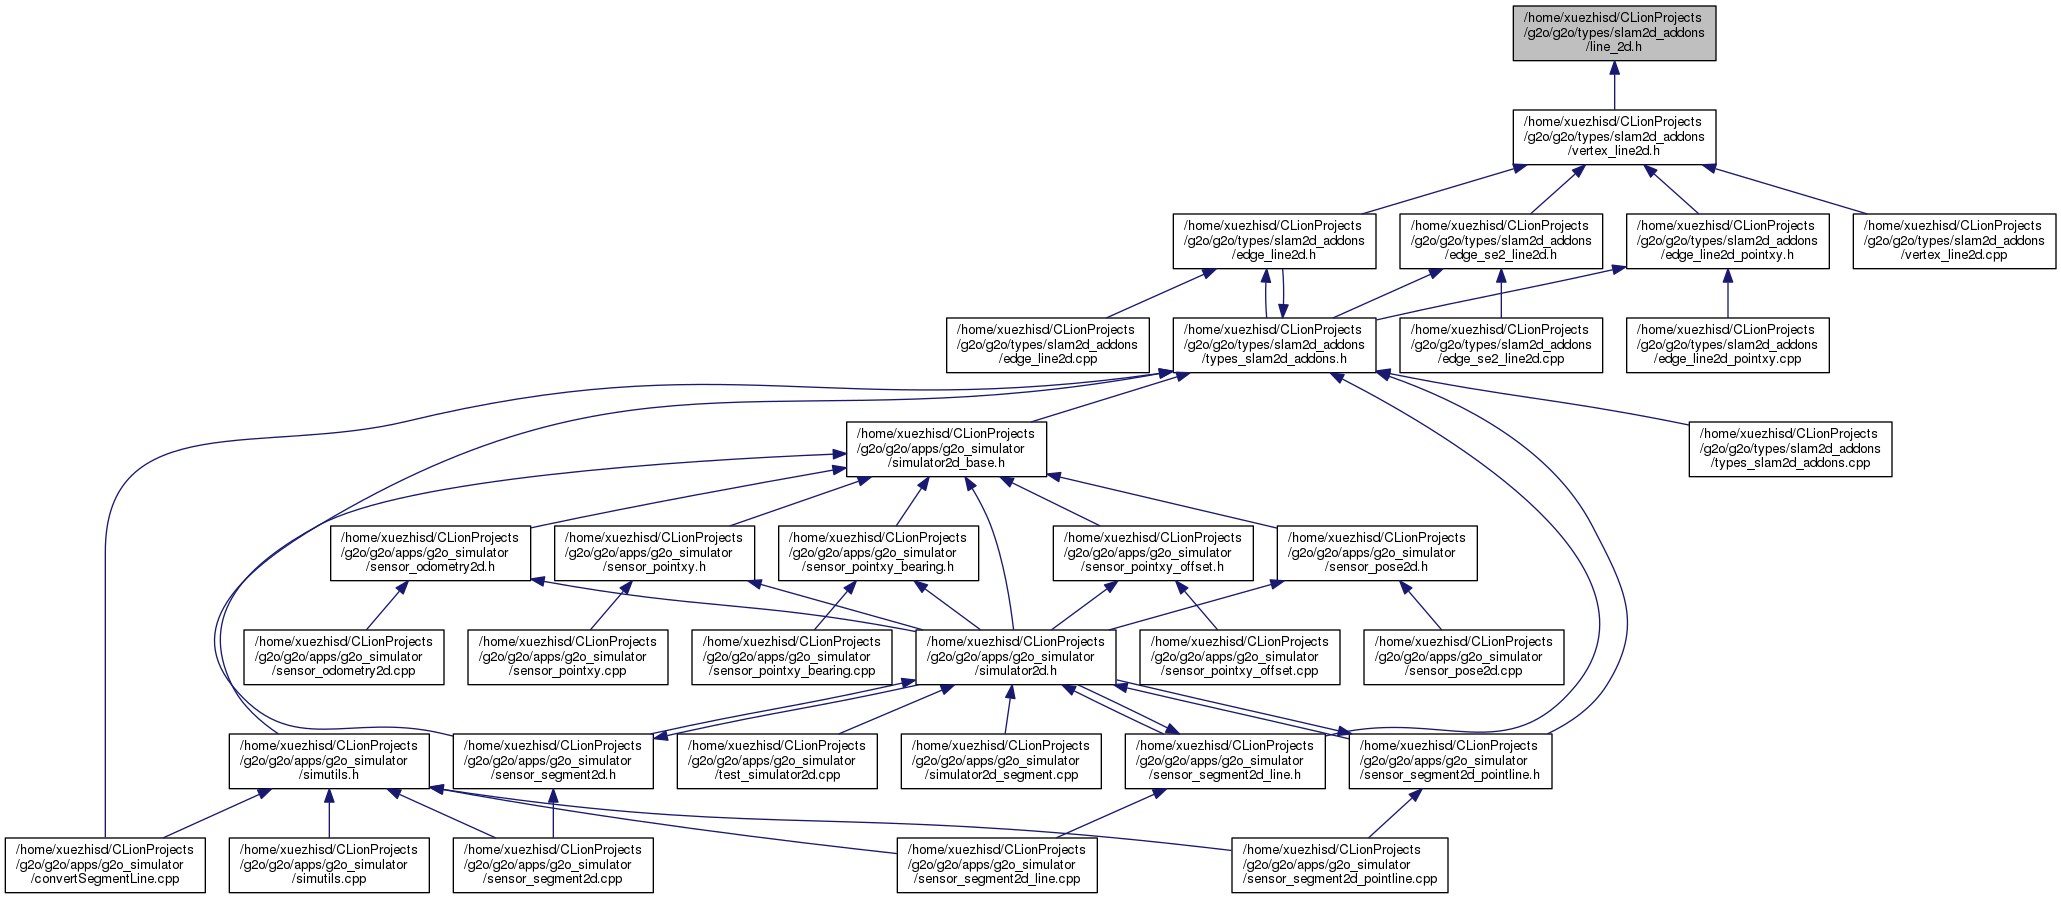 /home/xuezhisd/CLionProjects
/g2o/g2o/types/slam2d_addons
/line_2d.h
/home/xuezhisd/CLionProjects
/g2o/g2o/types/slam2d_addons
/vertex_line2d.h
/home/xuezhisd/CLionProjects
/g2o/g2o/types/slam2d_addons
/edge_line2d.h
/home/xuezhisd/CLionProjects
/g2o/g2o/types/slam2d_addons
/edge_se2_line2d.h
/home/xuezhisd/CLionProjects
/g2o/g2o/types/slam2d_addons
/edge_line2d_pointxy.h
/home/xuezhisd/CLionProjects
/g2o/g2o/types/slam2d_addons
/vertex_line2d.cpp
/home/xuezhisd/CLionProjects
/g2o/g2o/types/slam2d_addons
/edge_line2d.cpp
/home/xuezhisd/CLionProjects
/g2o/g2o/types/slam2d_addons
/types_slam2d_addons.h
/home/xuezhisd/CLionProjects
/g2o/g2o/types/slam2d_addons
/edge_se2_line2d.cpp
/home/xuezhisd/CLionProjects
/g2o/g2o/types/slam2d_addons
/edge_line2d_pointxy.cpp
/home/xuezhisd/CLionProjects
/g2o/g2o/apps/g2o_simulator
/simulator2d_base.h
/home/xuezhisd/CLionProjects
/g2o/g2o/types/slam2d_addons
/types_slam2d_addons.cpp
/home/xuezhisd/CLionProjects
/g2o/g2o/apps/g2o_simulator
/sensor_odometry2d.h
/home/xuezhisd/CLionProjects
/g2o/g2o/apps/g2o_simulator
/sensor_pointxy.h
/home/xuezhisd/CLionProjects
/g2o/g2o/apps/g2o_simulator
/sensor_pointxy_bearing.h
/home/xuezhisd/CLionProjects
/g2o/g2o/apps/g2o_simulator
/sensor_pointxy_offset.h
/home/xuezhisd/CLionProjects
/g2o/g2o/apps/g2o_simulator
/sensor_pose2d.h
/home/xuezhisd/CLionProjects
/g2o/g2o/apps/g2o_simulator
/sensor_odometry2d.cpp
/home/xuezhisd/CLionProjects
/g2o/g2o/apps/g2o_simulator
/sensor_pointxy.cpp
/home/xuezhisd/CLionProjects
/g2o/g2o/apps/g2o_simulator
/sensor_pointxy_bearing.cpp
/home/xuezhisd/CLionProjects
/g2o/g2o/apps/g2o_simulator
/simulator2d.h
/home/xuezhisd/CLionProjects
/g2o/g2o/apps/g2o_simulator
/sensor_pointxy_offset.cpp
/home/xuezhisd/CLionProjects
/g2o/g2o/apps/g2o_simulator
/sensor_pose2d.cpp
/home/xuezhisd/CLionProjects
/g2o/g2o/apps/g2o_simulator
/simutils.h
/home/xuezhisd/CLionProjects
/g2o/g2o/apps/g2o_simulator
/sensor_segment2d.h
/home/xuezhisd/CLionProjects
/g2o/g2o/apps/g2o_simulator
/test_simulator2d.cpp
/home/xuezhisd/CLionProjects
/g2o/g2o/apps/g2o_simulator
/simulator2d_segment.cpp
/home/xuezhisd/CLionProjects
/g2o/g2o/apps/g2o_simulator
/sensor_segment2d_line.h
/home/xuezhisd/CLionProjects
/g2o/g2o/apps/g2o_simulator
/sensor_segment2d_pointline.h
/home/xuezhisd/CLionProjects
/g2o/g2o/apps/g2o_simulator
/convertSegmentLine.cpp
/home/xuezhisd/CLionProjects
/g2o/g2o/apps/g2o_simulator
/simutils.cpp
/home/xuezhisd/CLionProjects
/g2o/g2o/apps/g2o_simulator
/sensor_segment2d.cpp
/home/xuezhisd/CLionProjects
/g2o/g2o/apps/g2o_simulator
/sensor_segment2d_line.cpp
/home/xuezhisd/CLionProjects
/g2o/g2o/apps/g2o_simulator
/sensor_segment2d_pointline.cpp